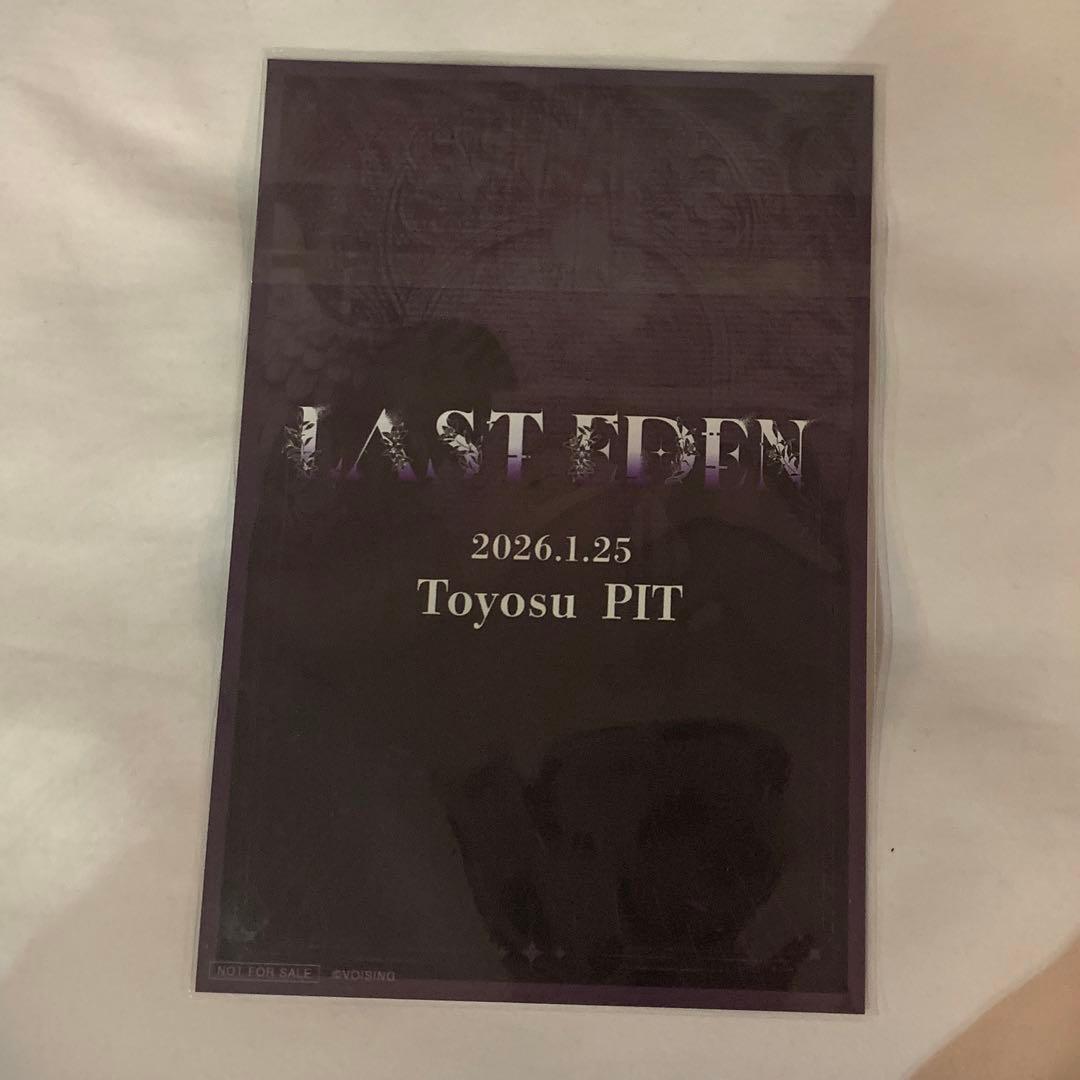 LAST EDEN
2026.1.25
Toyosu PIT
NOT FOR SALE ©VOISING